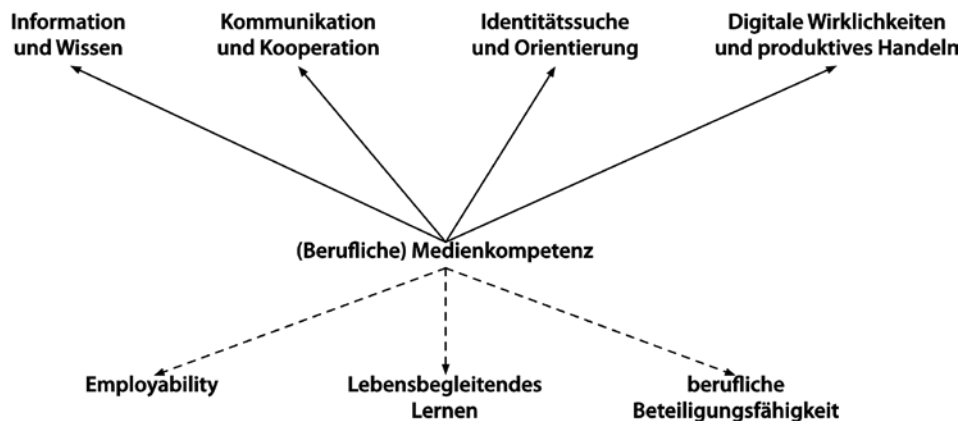 Information
und Wissen
Kommunikation
und Kooperation
Identitätssuche
und Orientierung
Digitale Wirklichkeiten
und produktives Handeln
(Berufliche) Medienkompetenz
Employability
Lebensbegleitendes
Lernen
berufliche
Beteiligungsfähigkeit